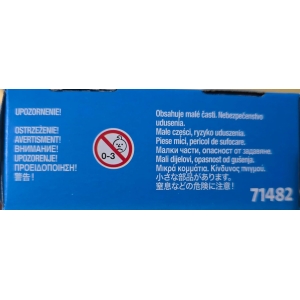 UPOZORNENIE!
OSTRZEŻENIE!
AVERTISMENT!
ВНИМАНИЕ!
UPOZORENJE!
ΠΡΟΕΙΔΟΠΟΙΗΣΗ!
警告!
0-3
Obsahuje malé časti. Nebezpečenstvo
udusenia.
Małe części, ryzyko uduszenia.
Piese mici, pericol de sufocare.
Малки части, опасност от задавяне.
Mali dijelovi, opasnost od gušenja.
Μικρά κομμάτια. Κίνδυνος πνιγμού.
小さな部品があります。
窒息などの危険に注意!
71482